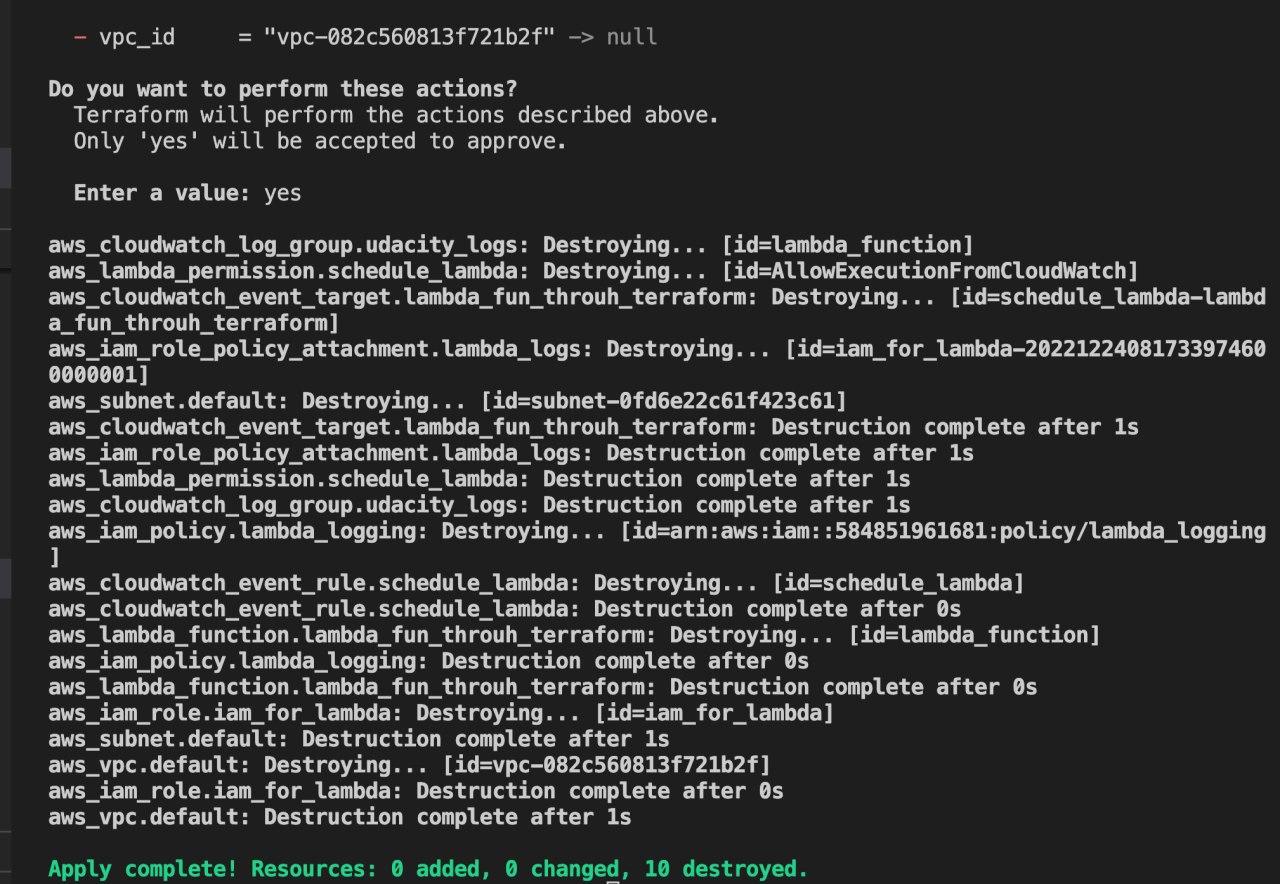 - vpc_id     = "vpc-082c560813f721b2f" -> null
Do you want to perform these actions?
Terraform will perform the actions described above.
Only 'yes' will be accepted to approve.
Enter a value: yes
aws_cloudwatch_log_group.udacity_logs: Destroying... [id=lambda_function]
aws_lambda_permission.schedule_lambda: Destroying... [id=AllowExecutionFromCloudWatch]
aws_cloudwatch_event_target.lambda_fun_throuh_terraform: Destroying... [id=schedule_lambda-lambd
a_fun_throuh_terraform]
aws_iam_role_policy_attachment.lambda_logs: Destroying... [id=iam_for_lambda-2022122408173397460
0000001]
aws_subnet.default: Destroying... [id=subnet-0fd6e22c61f423c61]
aws_cloudwatch_event_target.lambda_fun_throuh_terraform: Destruction complete after 1s
aws_iam_role_policy_attachment.lambda_logs: Destruction complete after 1s
aws_lambda_permission.schedule_lambda: Destruction complete after 1s
aws_cloudwatch_log_group.udacity_logs: Destruction complete after 1s
aws_iam_policy.lambda_logging: Destroying... [id=arn:aws:iam::584851961681:policy/lambda_logging
]
aws_cloudwatch_event_rule.schedule_lambda: Destroying... [id=schedule_lambda]
aws_cloudwatch_event_rule.schedule_lambda: Destruction complete after 0s
aws_lambda_function.lambda_fun_throuh_terraform: Destroying... [id=lambda_function]
aws_iam_policy.lambda_logging: Destruction complete after 0s
aws_lambda_function.lambda_fun_throuh_terraform: Destruction complete after 0s
aws_iam_role.iam_for_lambda: Destroying... [id=iam_for_lambda]
aws_subnet.default: Destruction complete after 1s
aws_vpc.default: Destroying... [id=vpc-082c560813f721b2f]
aws_iam_role.iam_for_lambda: Destruction complete after 0s
aws_vpc.default: Destruction complete after 1s
Apply complete! Resources: 0 added, 0 changed, 10 destroyed.